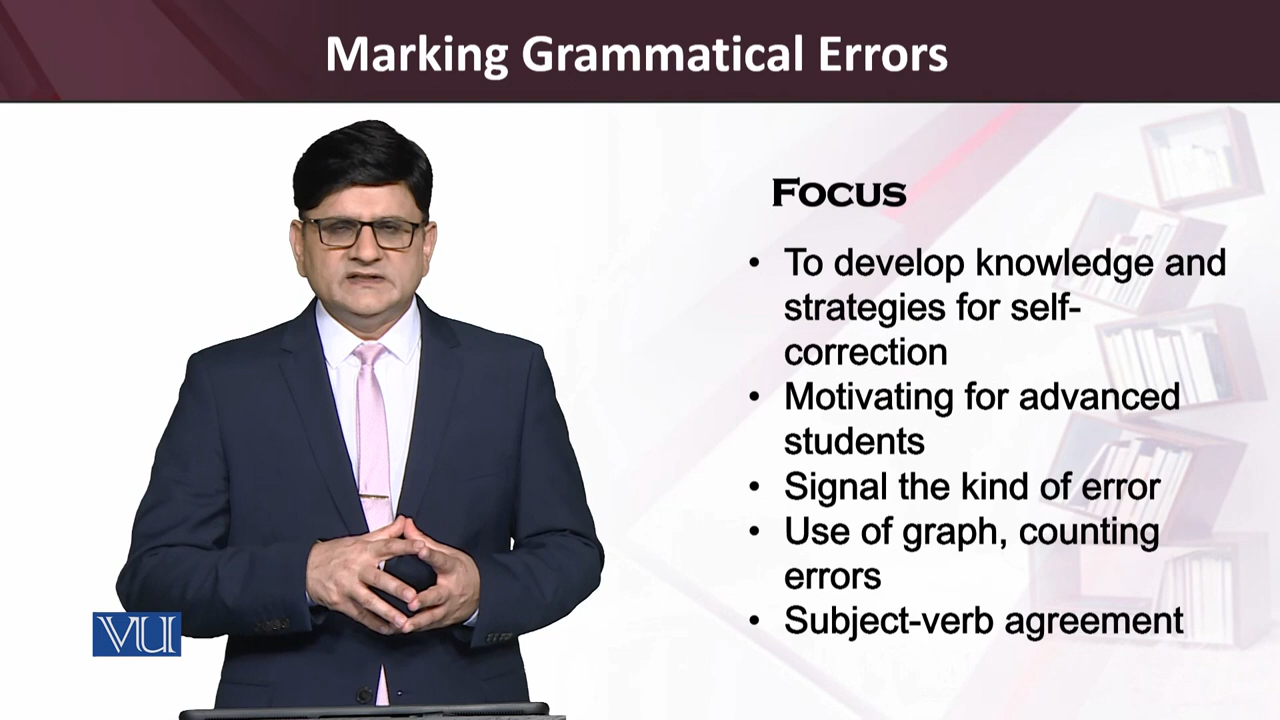 Marking Grammatical Errors
Focus
• To develop knowledge and
strategies for self-
correction
• Motivating for advanced
students
• Signal the kind of error
• Use of graph, counting
errors
• Subject-verb agreement
VU